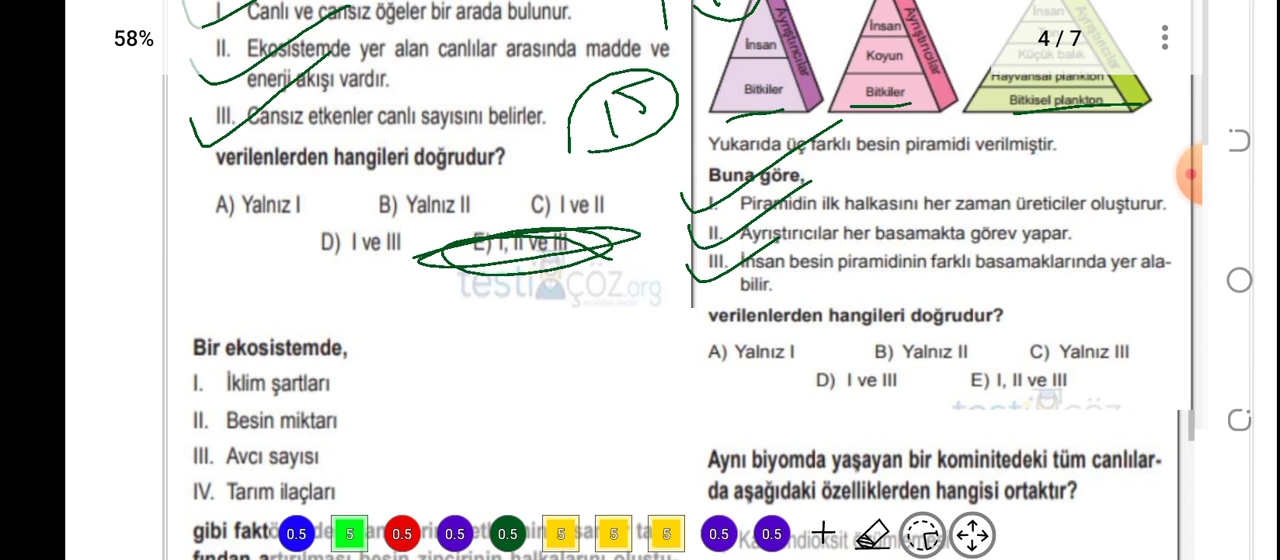 58%
4 / 7
I. Canlı ve cansız öğeler bir arada bulunur.
II. Ekosistemde yer alan canlılar arasında madde ve
enerji akışı vardır.
III. Cansız etkenler canlı sayısını belirler.
15
verilenlerden hangileri doğrudur?
A) Yalnız I B) Yalnız II C) I ve II
D) I ve III E) I, II ve III
testiçöz.org
Bir ekosistemde,
I. İklim şartları
II. Besin miktarı
III. Avcı sayısı
IV. Tarım ilaçları
gibi
İnsan
Bitkiler
Ayrıştırıcılar
İnsan
Koyun
Bitkiler
Ayrıştırıcılar
İnsan
Küçük balık
Hayvansal plankton
Bitkisel plankton
Ayrıştırıcılar
Yukarıda üç farklı besin piramidi verilmiştir.
Buna göre,
I. Piramidin ilk halkasını her zaman üreticiler oluşturur.
II. Ayrıştırıcılar her basamakta görev yapar.
III. İnsan besin piramidinin farklı basamaklarında yer ala-
bilir.
verilenlerden hangileri doğrudur?
A) Yalnız I B) Yalnız II C) Yalnız III
D) I ve III E) I, II ve III
Aynı biyomda yaşayan bir kominitedeki tüm canlılar-
da aşağıdaki özelliklerden hangisi ortaktır?
0.5 5 0.5 0.5 0.5 5 5 5 0.5 0.5